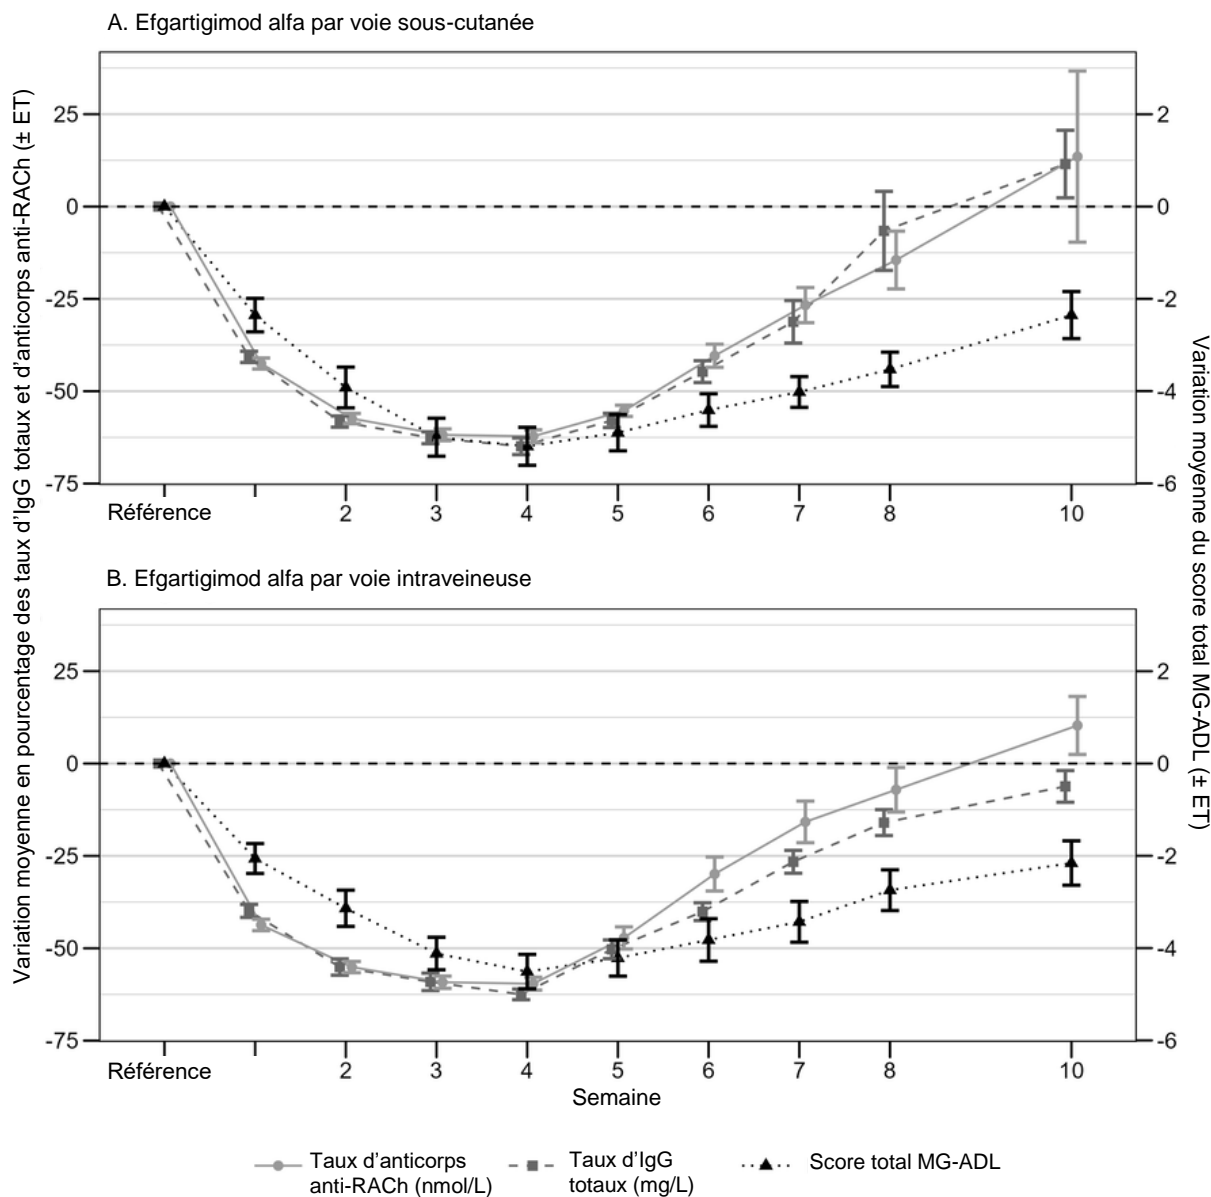 A. Efgartigimod alfa par voie sous-cutanée
Variation moyenne en pourcentage des taux d'IgG totaux et d'anticorps anti-RACh (± ET)
25
0
-25
-50
-75
2
0
-2
-4
-6
Variation moyenne du score total MG-ADL (± ET)
Référence 2 3 4 5 6 7 8 10
B. Efgartigimod alfa par voie intraveineuse
25
0
-25
-50
-75
2
0
-2
-4
-6
Référence 2 3 4 5 6 7 8 10
Semaine
Taux d'anticorps
anti-RACh (nmol/L)
Taux d'IgG
totaux (mg/L)
Score total MG-ADL